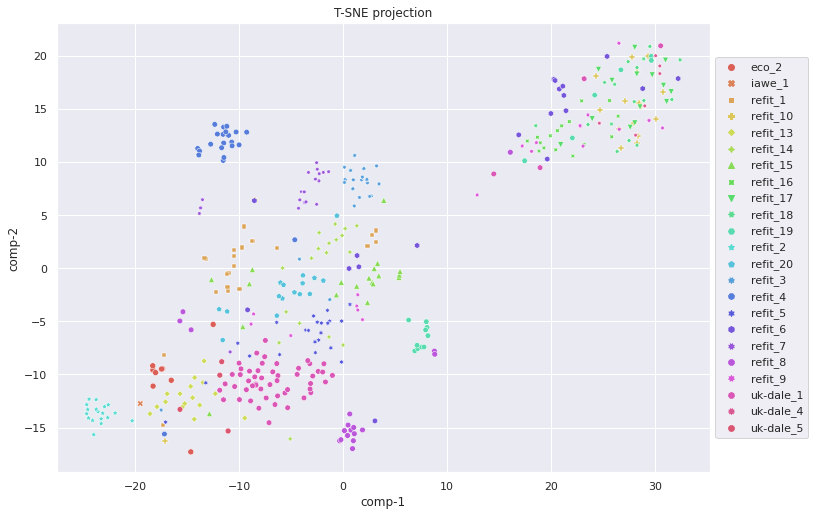 T-SNE projection
20
15
10
5
0
−5
−10
−15
comp-2
−20
−10
0
10
20
30
comp-1
eco_2
iawe_1
refit_1
refit_10
refit_13
refit_14
refit_15
refit_16
refit_17
refit_18
refit_19
refit_2
refit_20
refit_3
refit_4
refit_5
refit_6
refit_7
refit_8
refit_9
uk-dale_1
uk-dale_4
uk-dale_5